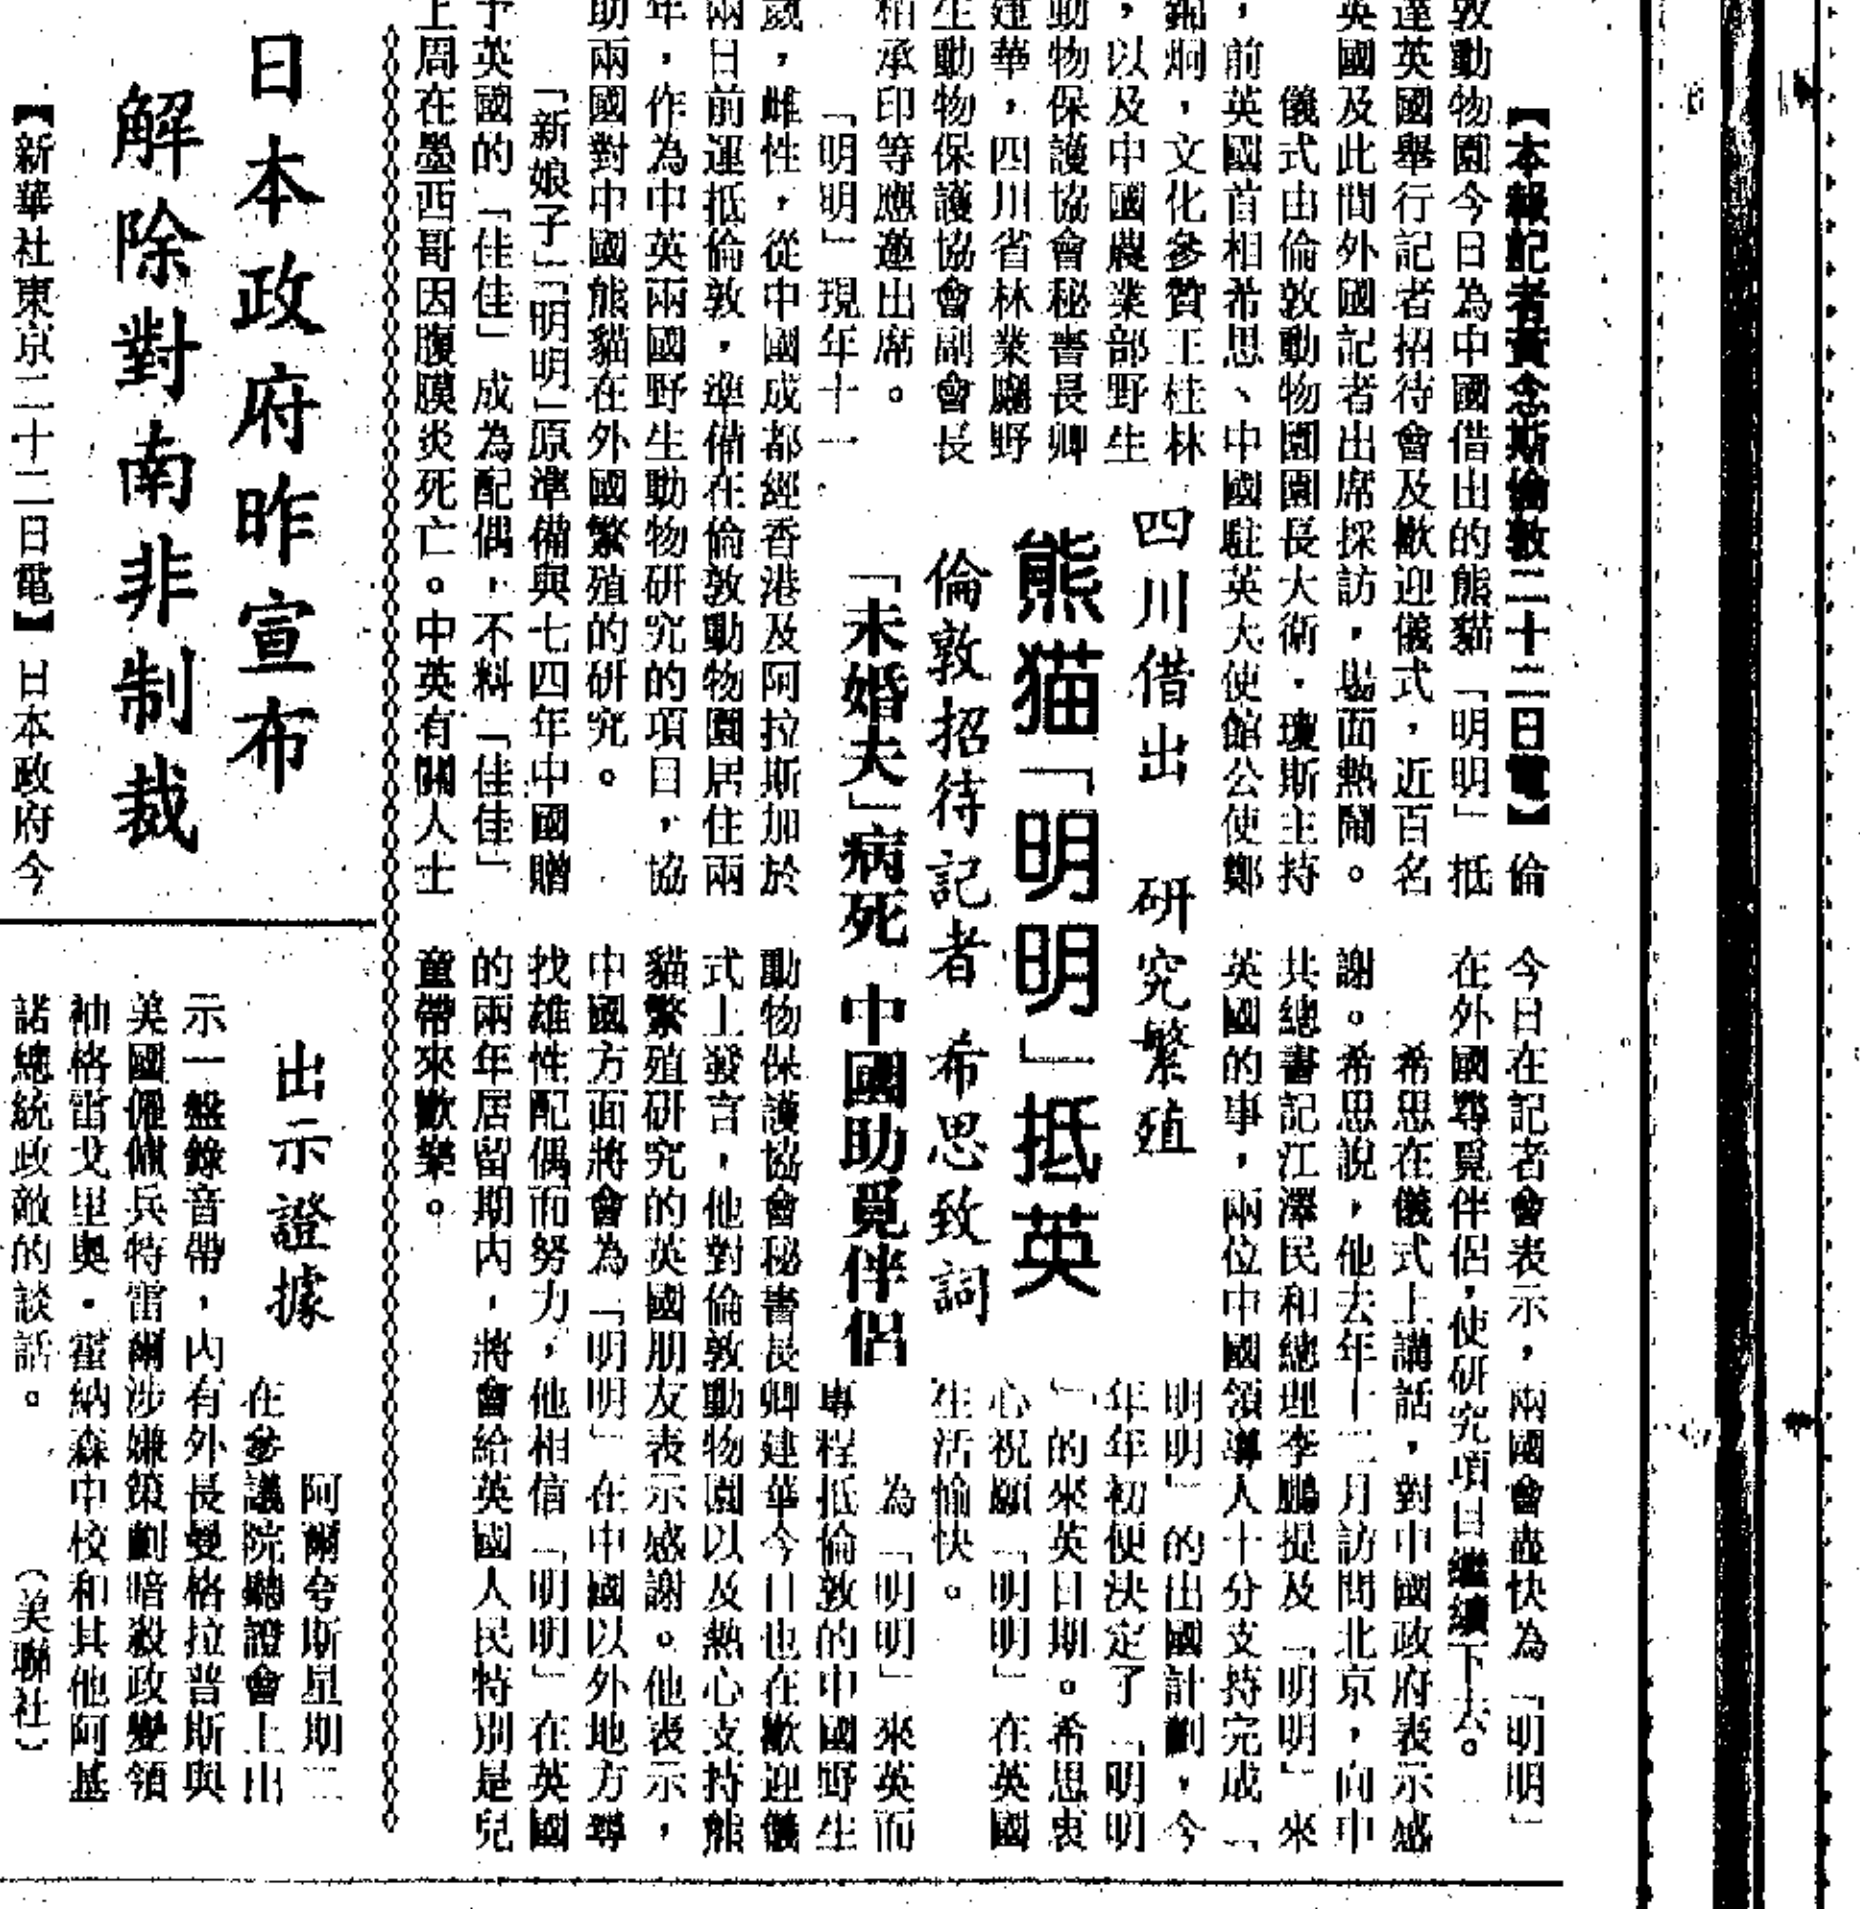 四川借出　研究繁殖
熊猫「明明」抵英
倫敦招待記者　希思致詞
「未婚夫」病死　中國助覓伴侶
【本報記者黃念斯倫敦二十三日電】倫
敦動物園今日為中國借出的熊貓「明明」抵
達英國舉行記者招待會及歡迎儀式，近百名
英國及此間外國記者出席採訪，場面熱鬧。
儀式由倫敦動物園園長大衛．瓊斯主持
，前英國首相希思、中國駐英大使館公使鄭
錦炯，文化參贊王桂林
，以及中國農業部野生
動物保護協會秘書長卿
建華，四川省林業廳野
生動物保護協會副會長
承印等應邀出席。
「明明」現年十一
歲，雌性，從中國成都經香港及阿拉斯加於
兩日前運抵倫敦，準備在倫敦動物園居住兩
年，作為中英兩國野生動物研究的項目，協
助兩國對中國熊貓在外國繁殖的研究。
「新娘子」「明明」原準備與七四年中國贈
予英國的「佳佳」成為配偶，不料「佳佳」
上周在墨西哥因腹膜炎死亡。中英有關人士
今日在記者會表示，兩國會盡快為「明明」
在外國尋覓伴侶，使研究項目繼續下去。
希思在儀式上講話，對中國政府表示感
謝。希思說，他去年十二月訪問北京，向中
共總書記江澤民和總理李鵬提及「明明」來
英國的事，兩位中國領導人十分支持完成「
明明」的出國計劃，今
年年初便決定了「明明
」的來英日期。希思衷
心祝願「明明」在英國
生活愉快。
為「明明」來英而
專程抵倫敦的中國野生
動物保護協會秘書長卿建華今日也在歡迎儀
式上發言，他對倫敦動物園以及熱心支持熊
貓繁殖研究的英國朋友表示感謝。他表示，
中國方面將會為「明明」在中國以外地方尋
找雄性配偶而努力，他相信「明明」在英國
的兩年居留期內，將會給英國人民特別是兒
童帶來歡樂。
日本政府昨宣布
解除對南非制裁
【新華社東京二十二日電】日本政府今
出示證據
阿爾夸斯星期二
在參議院聽證會上出
示一盤錄音帶，內有外長曼格拉普斯與
美國僱傭兵特雷爾涉嫌策劃暗殺政變領
袖格雷戈里奧．霍納森中校和其他阿基
諾總統政敵的談話。
（美聯社）